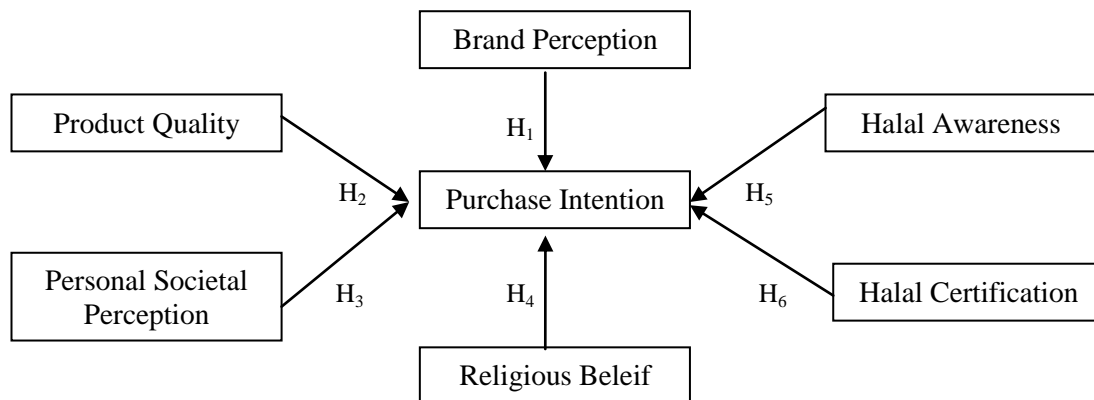 Brand Perception
Product Quality
Halal Awareness
H₁
Purchase Intention
H₂
H₅
Personal Societal
Perception
H₃
H₄
H₆
Halal Certification
Religious Beleif